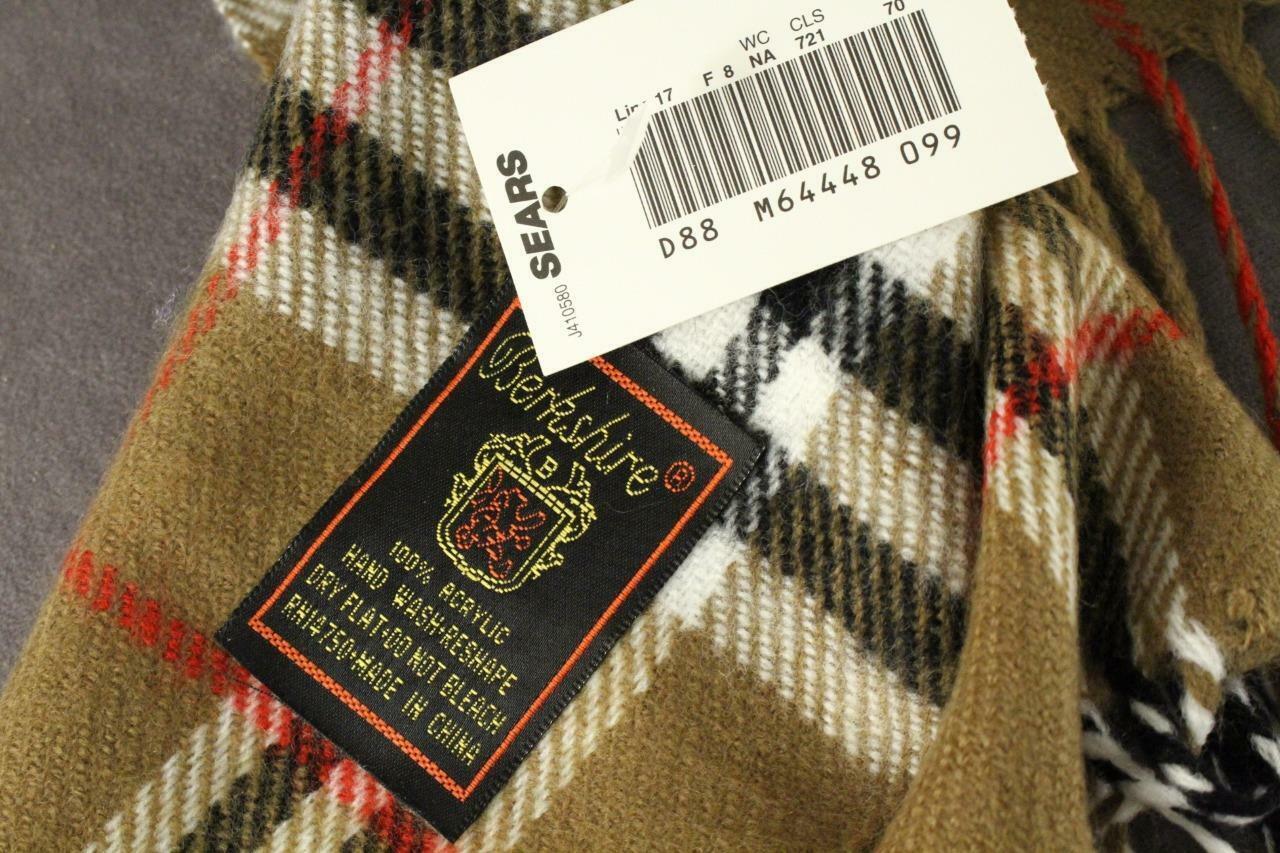 WC CLS 70
17 F 8 NA 721
D88 M64448 099
SEARS
J410580
Berkshire ®
B
100% ACRYLIC
HAND WASH·RESHAPE
DRY FLAT·DO NOT BLEACH
RN14750·MADE IN CHINA